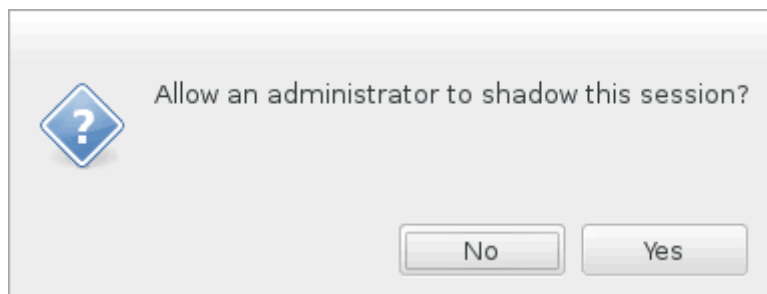 Allow an administrator to shadow this session?
?
No
Yes